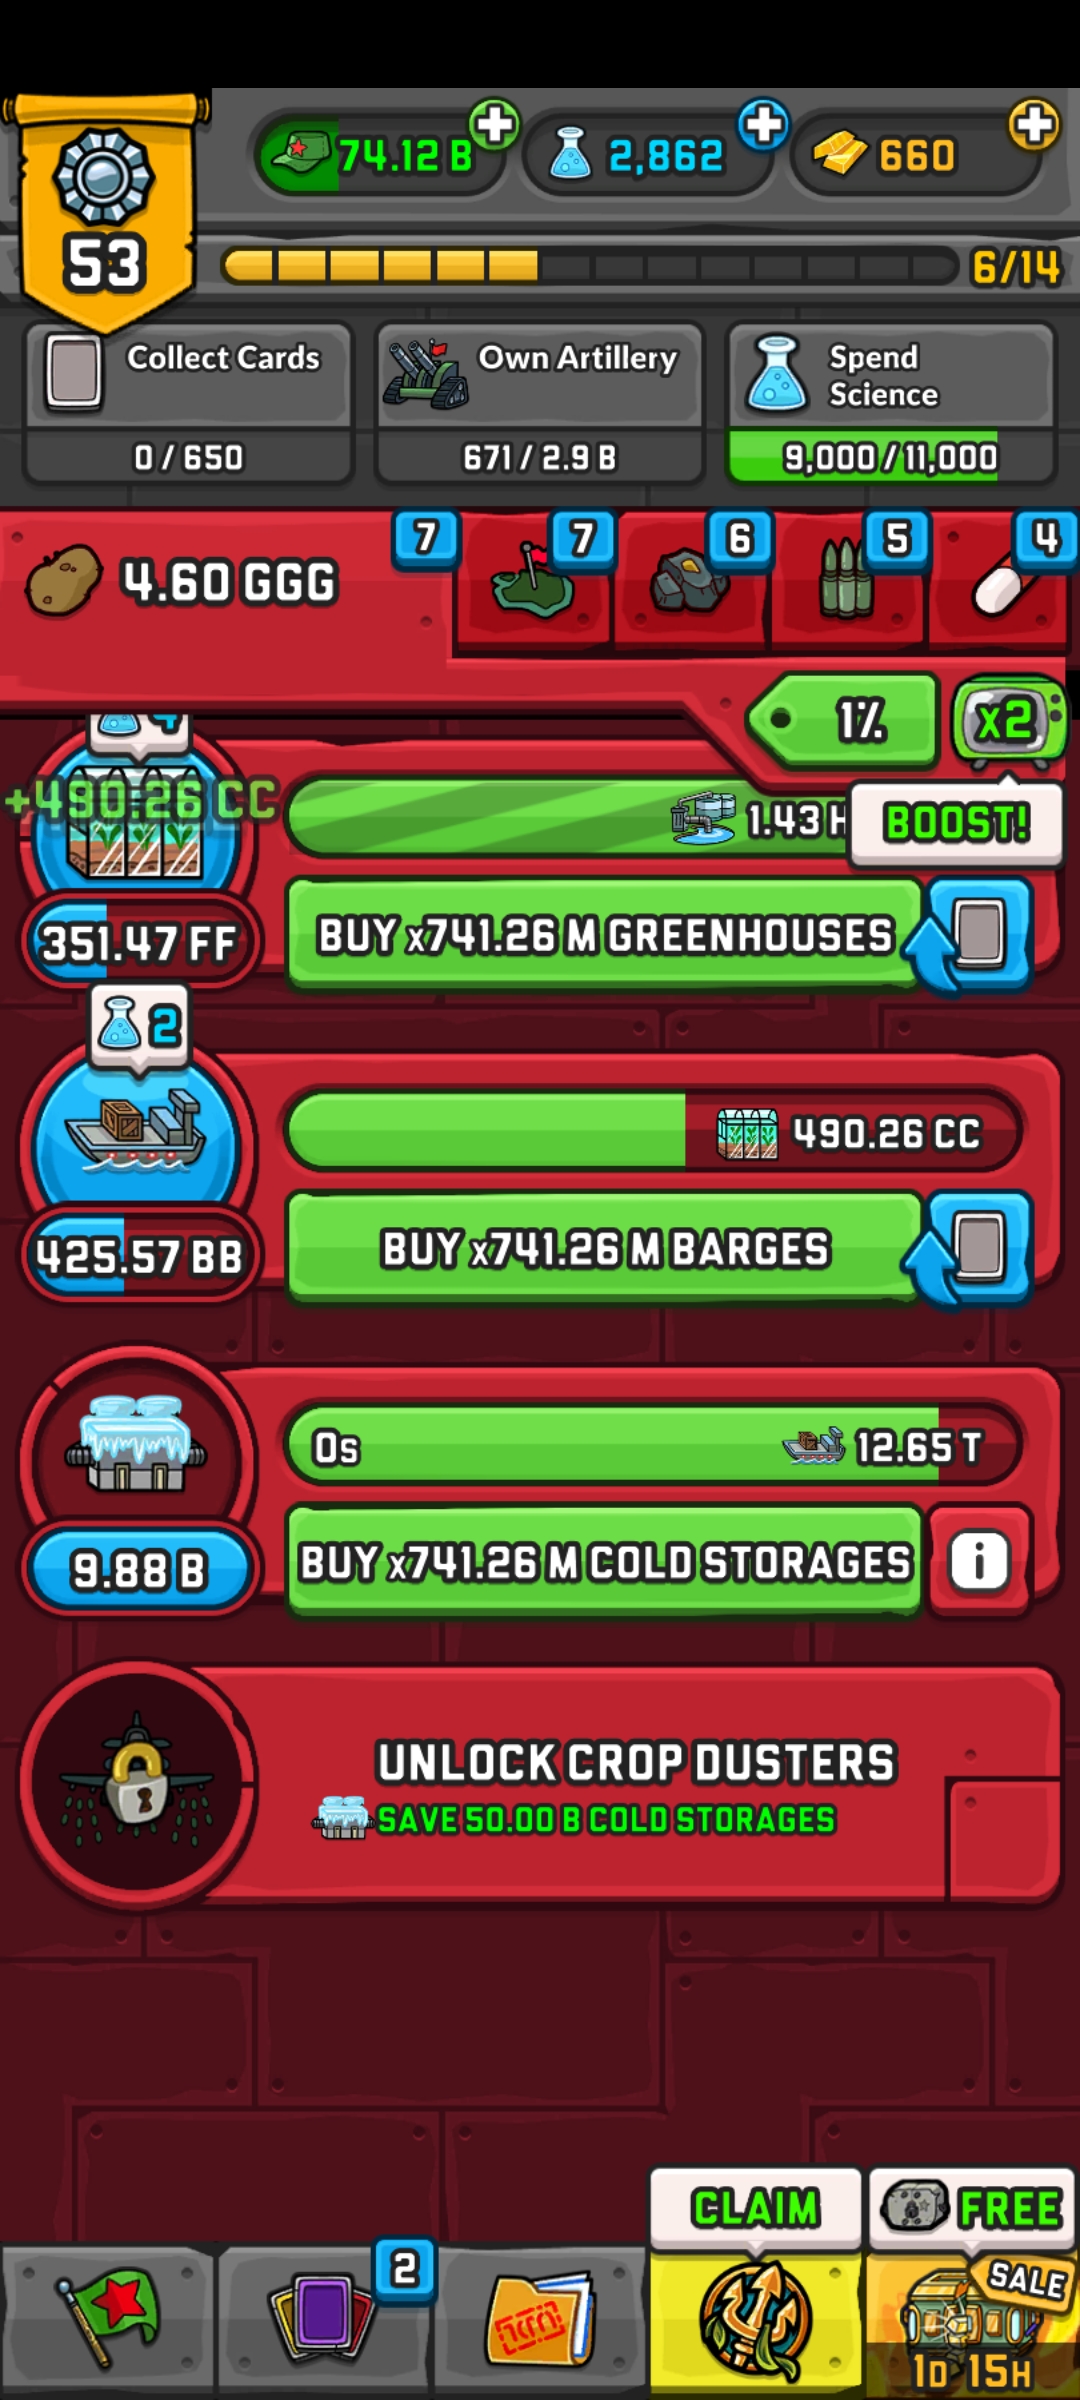 74.12 B
2,862
660
53
6/14
Collect Cards
0 / 650
Own Artillery
671 / 2.9 B
Spend
Science
9,000 / 11,000
4.60 GGG
7
7
6
5
4
1%
x2
BOOST!
4
+490.26 CC
1.43 H
351.47 FF
BUY x741.26 M GREENHOUSES
2
490.26 CC
425.57 BB
BUY x741.26 M BARGES
0s
12.65 T
9.88 B
BUY x741.26 M COLD STORAGES
i
UNLOCK CROP DUSTERS
SAVE 50.00 B COLD STORAGES
CLAIM
FREE
2
SALE
1D 15H